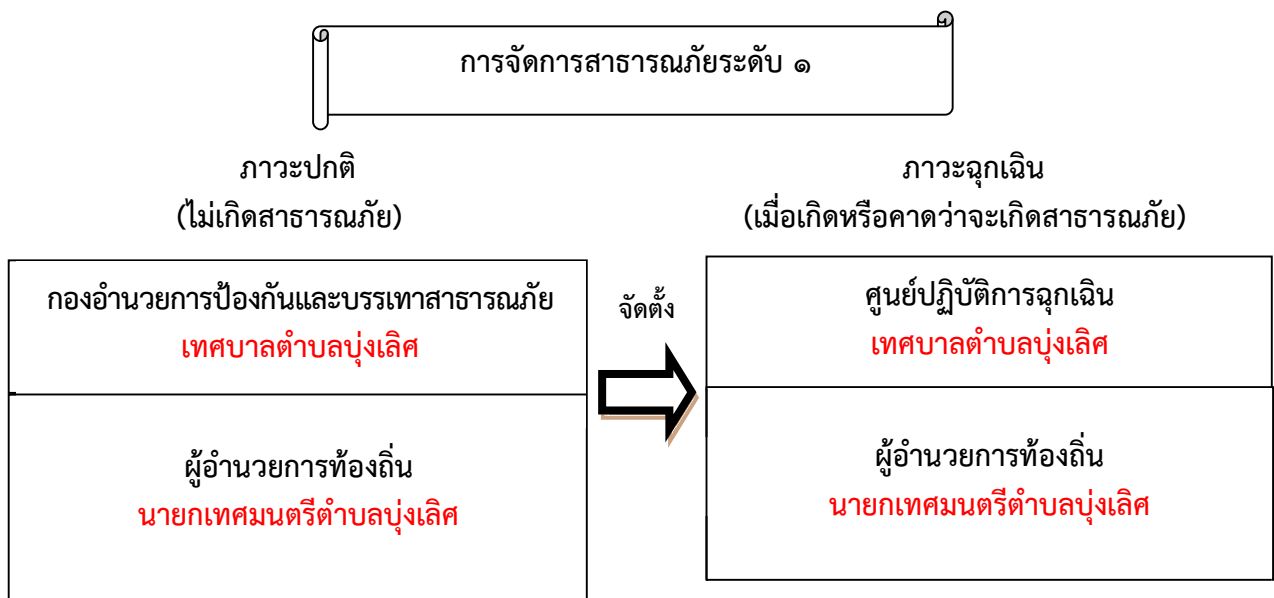 การจัดการสาธารณภัยระดับ ๑
ภาวะปกติ
(ไม่เกิดสาธารณภัย)
กองอำนวยการป้องกันและบรรเทาสาธารณภัย
เทศบาลตำบลบุ่งเลิศ
ผู้อำนวยการท้องถิ่น
นายกเทศมนตรีตำบลบุ่งเลิศ
จัดตั้ง
ภาวะฉุกเฉิน
(เมื่อเกิดหรือคาดว่าจะเกิดสาธารณภัย)
ศูนย์ปฏิบัติการฉุกเฉิน
เทศบาลตำบลบุ่งเลิศ
ผู้อำนวยการท้องถิ่น
นายกเทศมนตรีตำบลบุ่งเลิศ